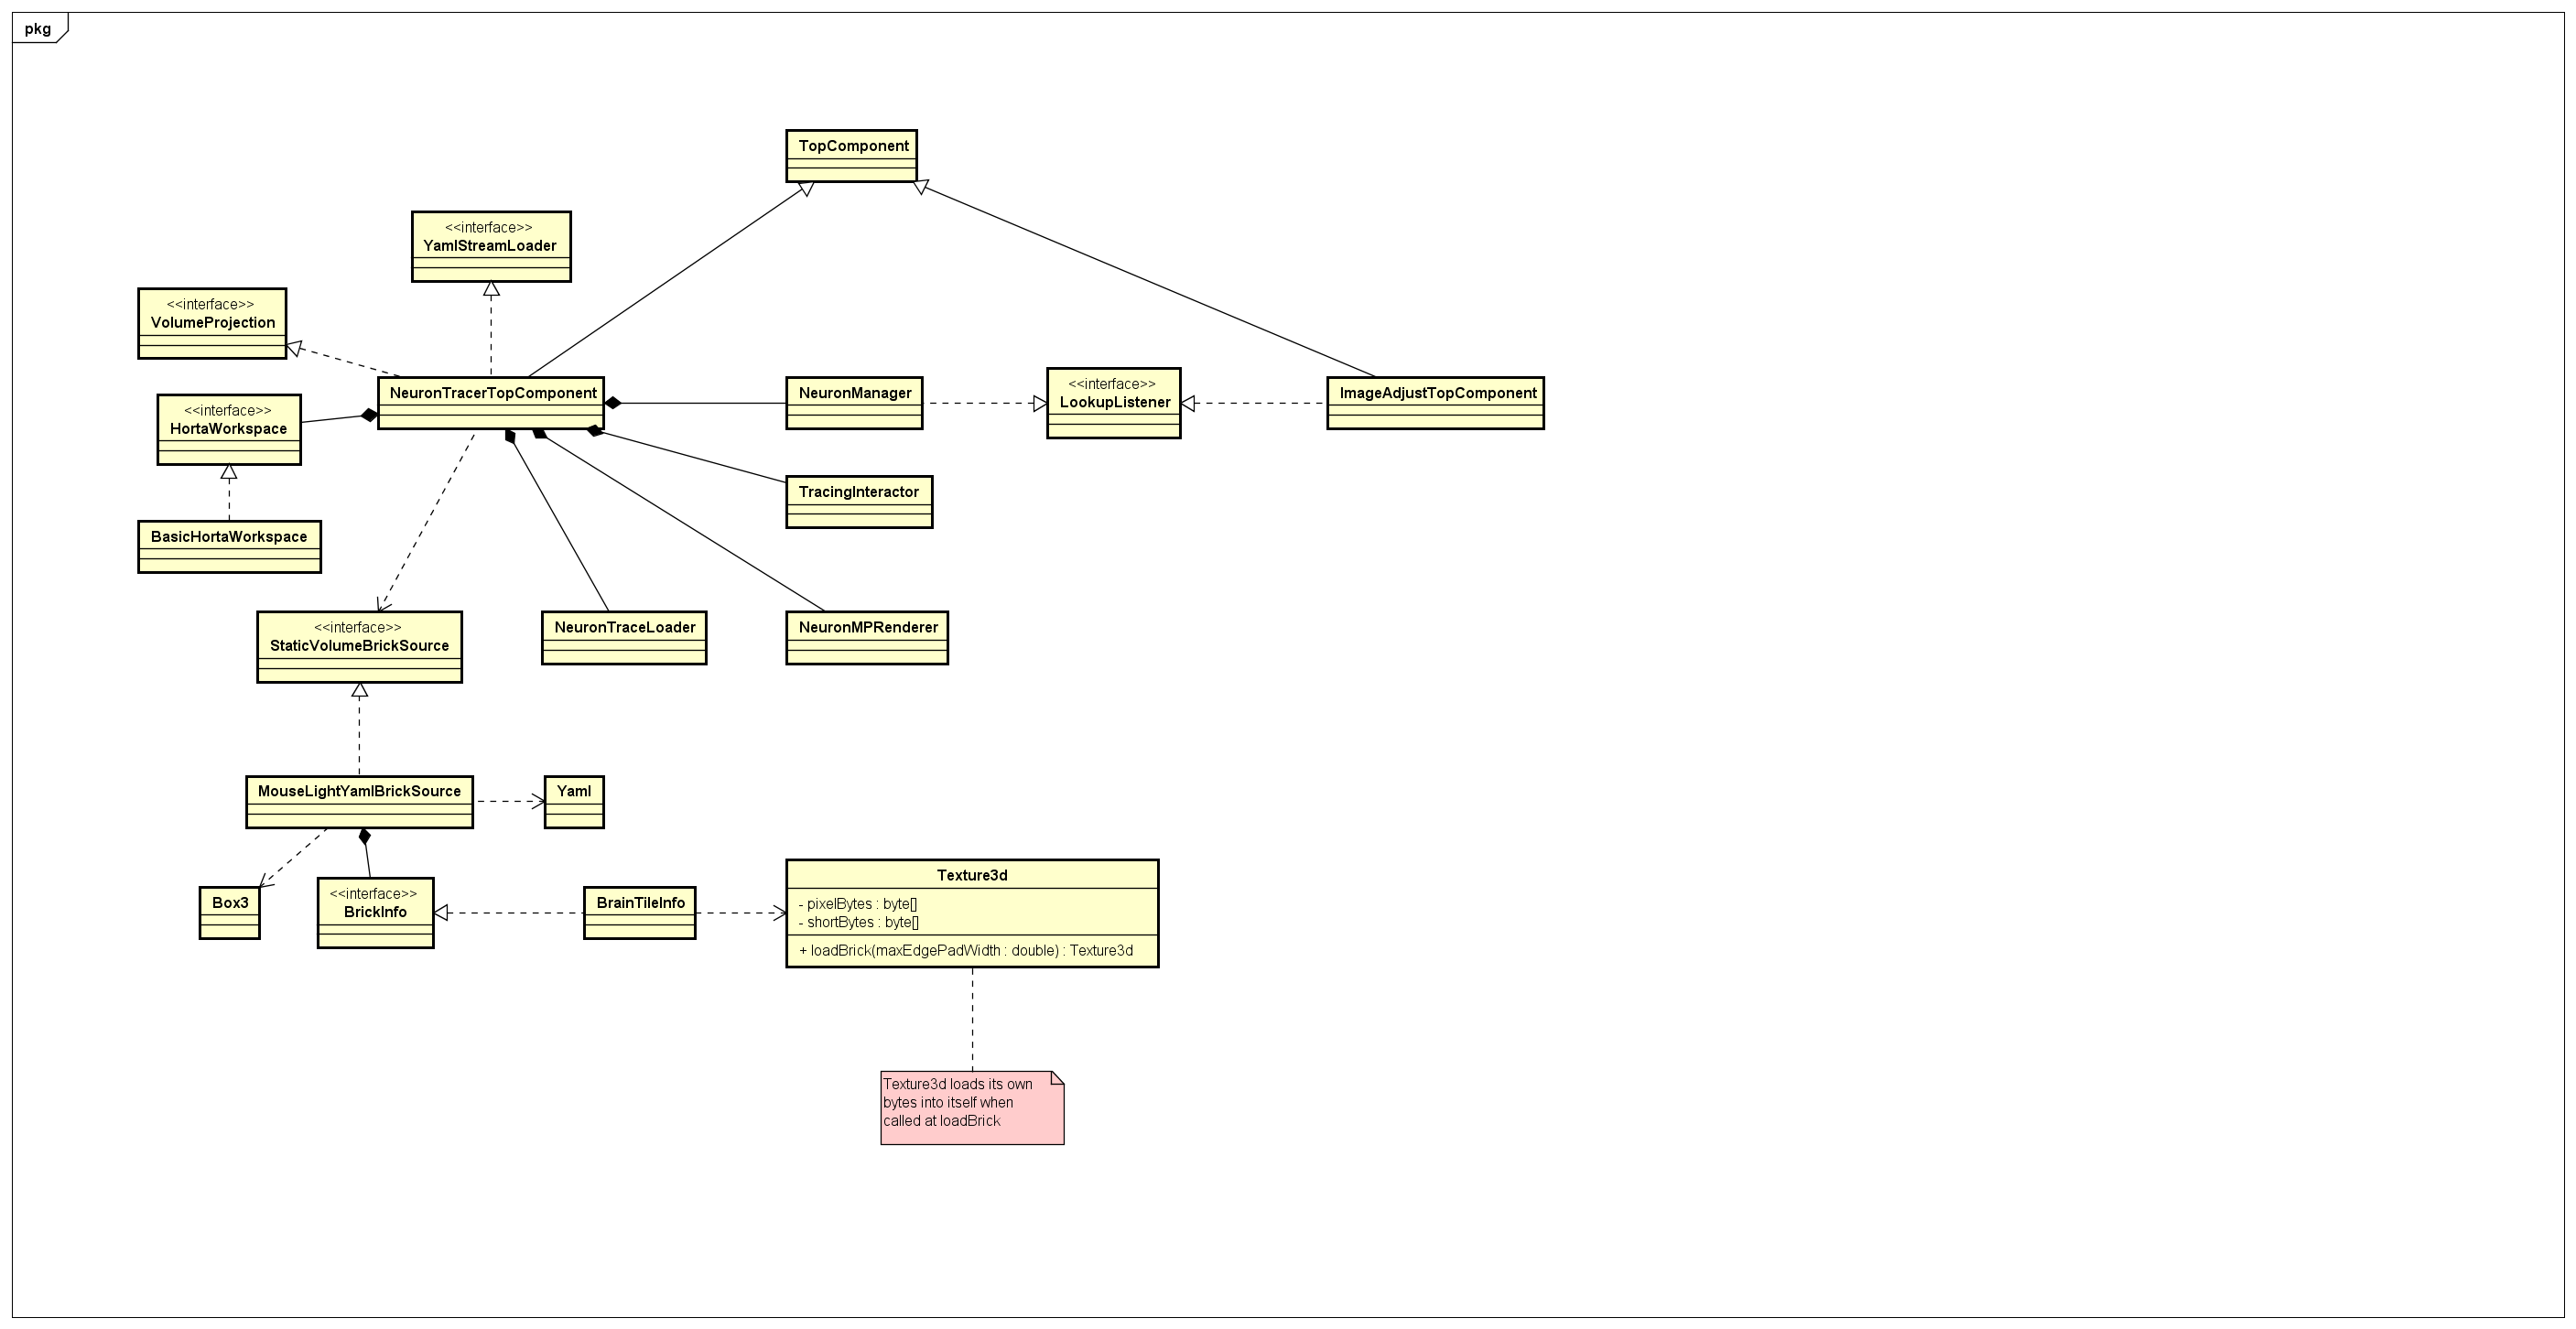 pkg
TopComponent
<<interface>>
YamlStreamLoader
<<interface>>
VolumeProjection
NeuronTracerTopComponent
NeuronManager
<<interface>>
LookupListener
ImageAdjustTopComponent
<<interface>>
HortaWorkspace
TracingInteractor
BasicHortaWorkspace
<<interface>>
StaticVolumeBrickSource
NeuronTraceLoader
NeuronMPRenderer
MouseLightYamlBrickSource
Yaml
Box3
<<interface>>
BrickInfo
BrainTileInfo
Texture3d
- pixelBytes : byte[]
- shortBytes : byte[]
+ loadBrick(maxEdgePadWidth : double) : Texture3d
Texture3d loads its own
bytes into itself when
called at loadBrick